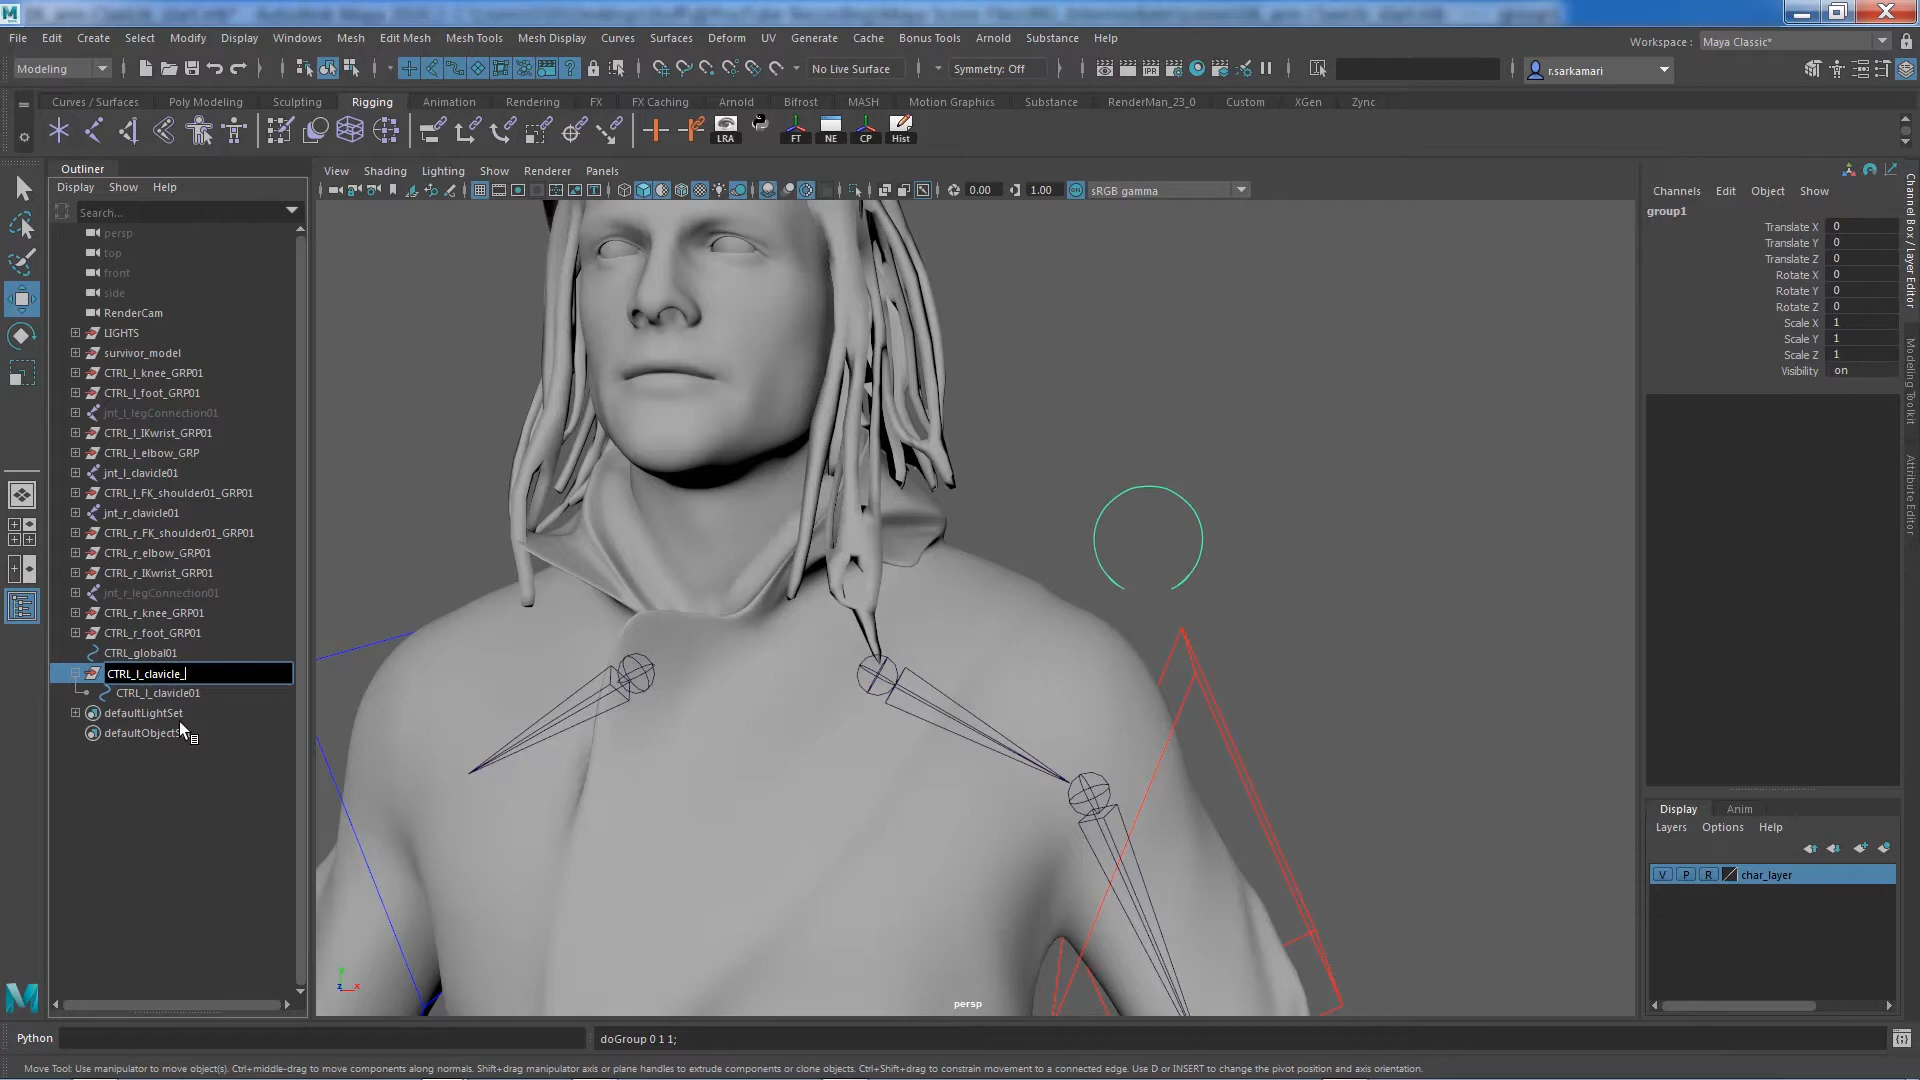 File Edit Create Select Modify Display Windows Mesh Edit Mesh Mesh Tools Mesh Display Curves Surfaces Deform UV Generate Cache Bonus Tools Arnold Substance Help
Workspace : Maya Classic*
Modeling No Live Surface Symmetry: Off r.sarkamari
Curves / Surfaces Poly Modeling Sculpting Rigging Animation Rendering FX FX Caching Arnold Bifrost MASH Motion Graphics Substance RenderMan_23_0 Custom XGen Zync
LRA FT NE CP Hist
Outliner
Display Show Help
Search...
persp
top
front
side
RenderCam
LIGHTS
survivor_model
CTRL_l_knee_GRP01
CTRL_l_foot_GRP01
jnt_l_legConnection01
CTRL_l_IKwrist_GRP01
CTRL_l_elbow_GRP
jnt_l_clavicle01
CTRL_l_FK_shoulder01_GRP01
jnt_r_clavicle01
CTRL_r_FK_shoulder01_GRP01
CTRL_r_elbow_GRP01
CTRL_r_IKwrist_GRP01
jnt_r_legConnection01
CTRL_r_knee_GRP01
CTRL_r_foot_GRP01
CTRL_global01
CTRL_l_clavicle_
CTRL_l_clavicle01
defaultLightSet
defaultObjectS
View Shading Lighting Show Renderer Panels
0.00 1.00 sRGB gamma
persp
Channels Edit Object Show
group1
Translate X 0
Translate Y 0
Translate Z 0
Rotate X 0
Rotate Y 0
Rotate Z 0
Scale X 1
Scale Y 1
Scale Z 1
Visibility on
Channel Box / Layer Editor
Modeling Toolkit
Attribute Editor
Display Anim
Layers Options Help
V P R char_layer
Python
doGroup 0 1 1;
Move Tool: Use manipulator to move object(s). Ctrl+middle-drag to move components along normals. Shift+drag manipulator axis or plane handles to extrude components or clone objects. Ctrl+Shift+drag to constrain movement to a connected edge. Use D or INSERT to change the pivot position and axis orientation.